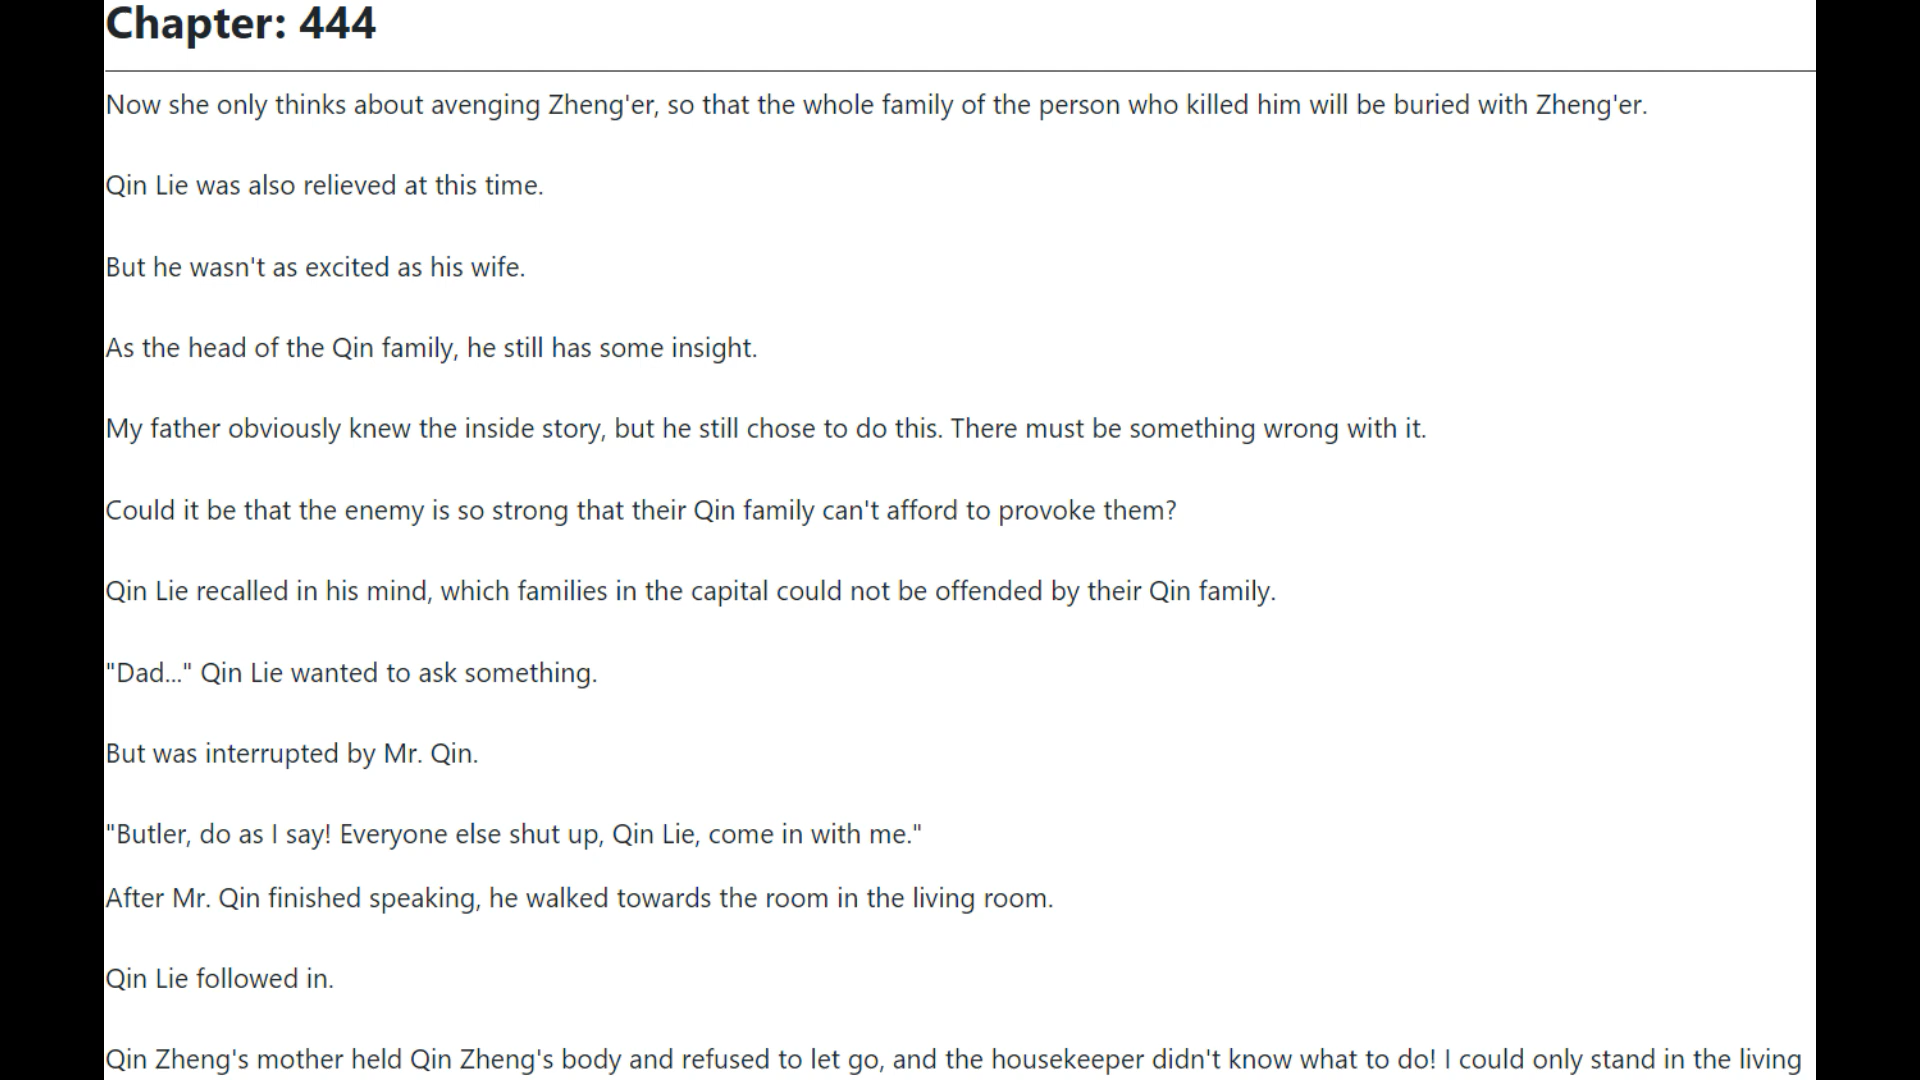 Chapter: 444
Now she only thinks about avenging Zheng'er, so that the whole family of the person who killed him will be buried with Zheng'er.
Qin Lie was also relieved at this time.
But he wasn't as excited as his wife.
As the head of the Qin family, he still has some insight.
My father obviously knew the inside story, but he still chose to do this. There must be something wrong with it.
Could it be that the enemy is so strong that their Qin family can't afford to provoke them?
Qin Lie recalled in his mind, which families in the capital could not be offended by their Qin family.
"Dad..." Qin Lie wanted to ask something.
But was interrupted by Mr. Qin.
"Butler, do as I say! Everyone else shut up, Qin Lie, come in with me."
After Mr. Qin finished speaking, he walked towards the room in the living room.
Qin Lie followed in.
Qin Zheng's mother held Qin Zheng's body and refused to let go, and the housekeeper didn't know what to do! I could only stand in the living